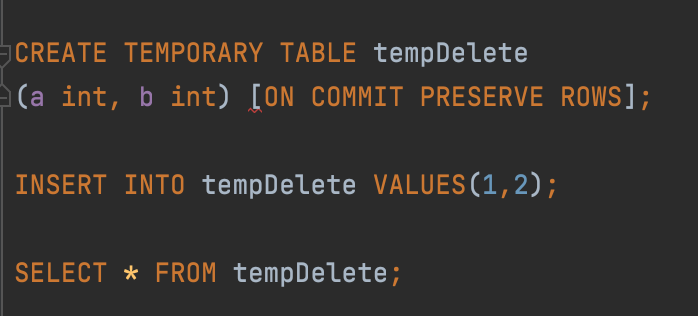 CREATE TEMPORARY TABLE tempDelete
(a int, b int) [ON COMMIT PRESERVE ROWS];
INSERT INTO tempDelete VALUES(1,2);
SELECT * FROM tempDelete;